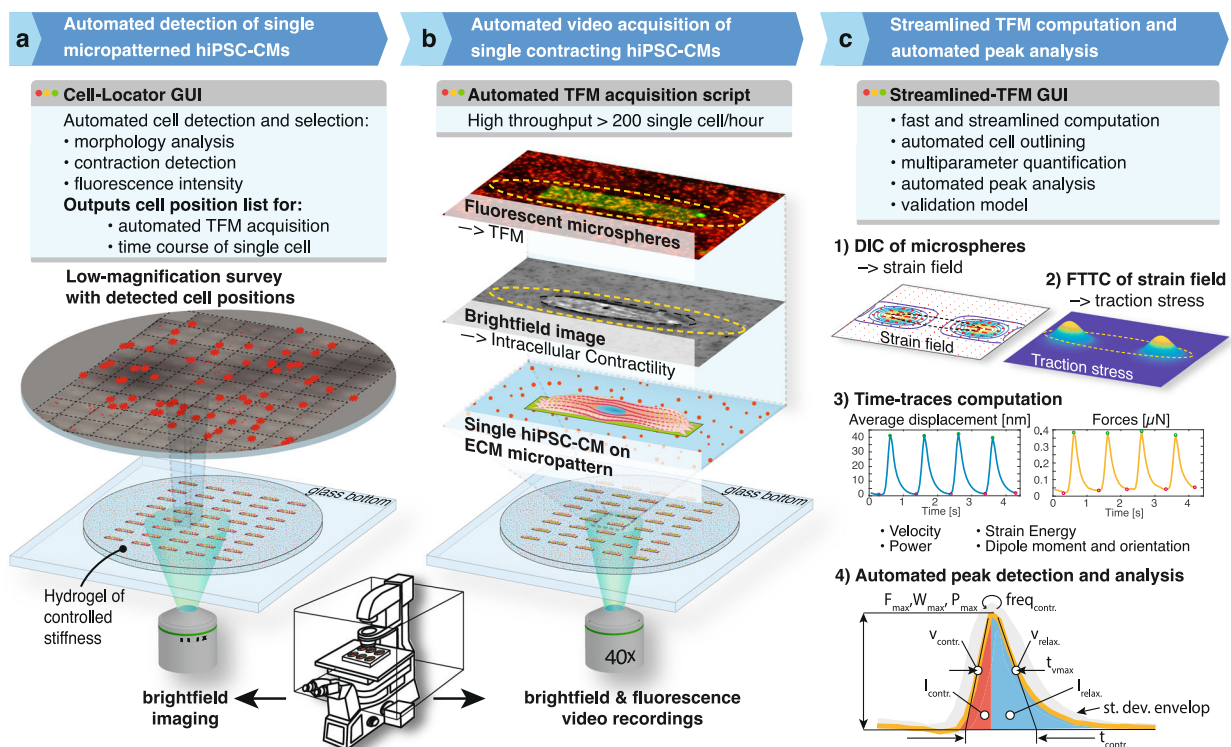 a
Automated detection of single
micropatterned hiPSC-CMs
Cell-Locator GUI
Automated cell detection and selection:
• morphology analysis
• contraction detection
• fluorescence intensity
Outputs cell position list for:
• automated TFM acquisition
• time course of single cell
Low-magnification survey
with detected cell positions
glass bottom
Hydrogel of
controlled
stiffness
brightfield
imaging
b
Automated video acquisition of
single contracting hiPSC-CMs
Automated TFM acquisition script
High throughput > 200 single cell/hour
Fluorescent microspheres
—> TFM
Brightfield image
—> Intracellular Contractility
Single hiPSC-CM on
ECM micropattern
glass bottom
40x
brightfield & fluorescence
video recordings
c
Streamlined TFM computation and
automated peak analysis
Streamlined-TFM GUI
• fast and streamlined computation
• automated cell outlining
• multiparameter quantification
• automated peak analysis
• validation model
1) DIC of microspheres
—> strain field
Strain field
2) FTTC of strain field
—> traction stress
Traction stress
3) Time-traces computation
Average displacement [nm]
40
30
20
10
0
0 2 4
Time [s]
Forces [µN]
0.4
0.3
0.2
0.1
0
0 2 4
Time [s]
• Velocity
• Power
• Strain Energy
• Dipole moment and orientation
4) Automated peak detection and analysis
Fmax,Wmax, Pmax
freqcontr.
vcontr.
vrelax.
tvmax
Icontr.
Irelax.
st. dev. envelop
tcontr.